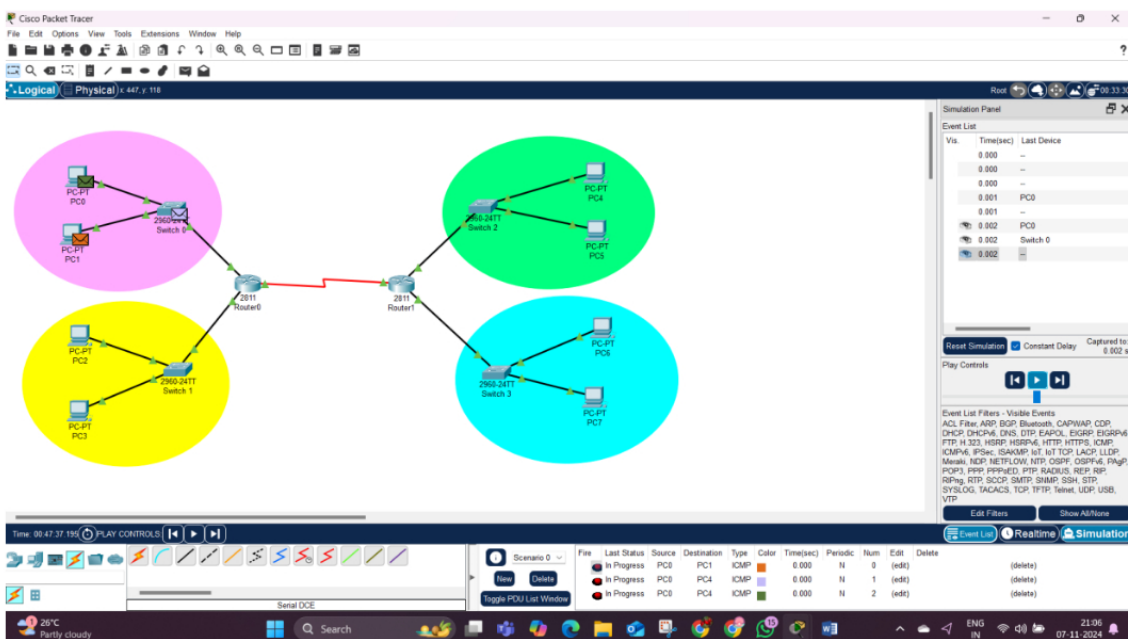 Cisco Packet Tracer
File Edit Options View Tools Extensions Window Help
?
Logical Physical x: 447, y: 118
Root 00:33:30
PC-PT
PC0
PC-PT
PC1
2960-24TT
Switch 0
PC-PT
PC4
2960-24TT
Switch 2
PC-PT
PC5
2811
Router0
2811
Router1
PC-PT
PC2
2960-24TT
Switch 1
PC-PT
PC3
PC-PT
PC6
2960-24TT
Switch 3
PC-PT
PC7
Simulation Panel
Event List
Vis. Time(sec) Last Device
0.000 --
0.000 --
0.000 --
0.001 PC0
0.001 --
0.002 PC0
0.002 Switch 0
0.002 --
Reset Simulation Constant Delay Captured to:
0.002 s
Play Controls
Event List Filters - Visible Events
ACL Filter, ARP, BGP, Bluetooth, CAPWAP, CDP,
DHCP, DHCPv6, DNS, DTP, EAPOL, EIGRP, EIGRPv6,
FTP, H.323, HSRP, HSRPv6, HTTP, HTTPS, ICMP,
ICMPv6, IPSec, ISAKMP, IoT, IoT TCP, LACP, LLDP,
Meraki, NDP, NETFLOW, NTP, OSPF, OSPFv6, PAgP,
POP3, PPP, PPPoED, PTP, RADIUS, REP, RIP,
RIPng, RTP, SCCP, SMTP, SNMP, SSH, STP,
SYSLOG, TACACS, TCP, TFTP, Telnet, UDP, USB,
VTP
Edit Filters Show All/None
Time: 00:47:37.195 PLAY CONTROLS:
Event List Realtime Simulation
Serial DCE
Scenario 0
New Delete
Toggle PDU List Window
Fire Last Status Source Destination Type Color Time(sec) Periodic Num Edit Delete
In Progress PC0 PC1 ICMP 0.000 N 0 (edit) (delete)
In Progress PC0 PC4 ICMP 0.000 N 1 (edit) (delete)
In Progress PC0 PC4 ICMP 0.000 N 2 (edit) (delete)
26°C
Partly cloudy
Search
15
ENG
IN
21:06
07-11-2024